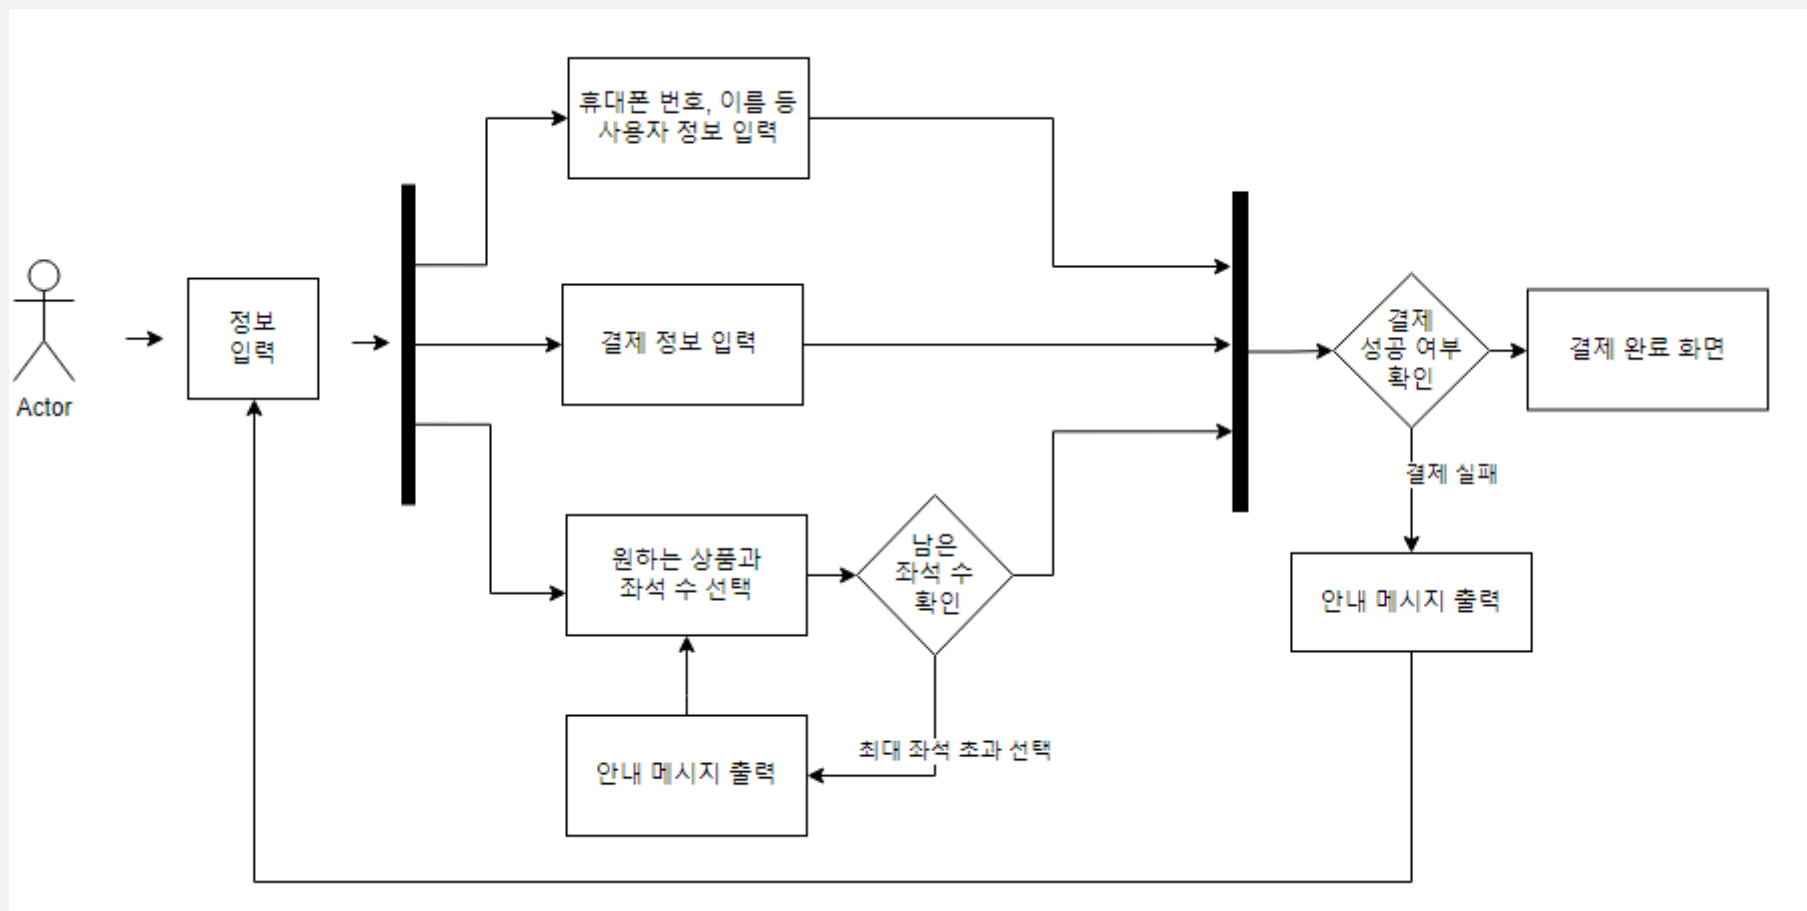 휴대폰 번호, 이름 등
사용자 정보 입력
Actor
정보
입력
결제 정보 입력
원하는 상품과
좌석 수 선택
남은
좌석 수
확인
최대 좌석 초과 선택
안내 메시지 출력
결제
성공 여부
확인
결제 완료 화면
결제 실패
안내 메시지 출력